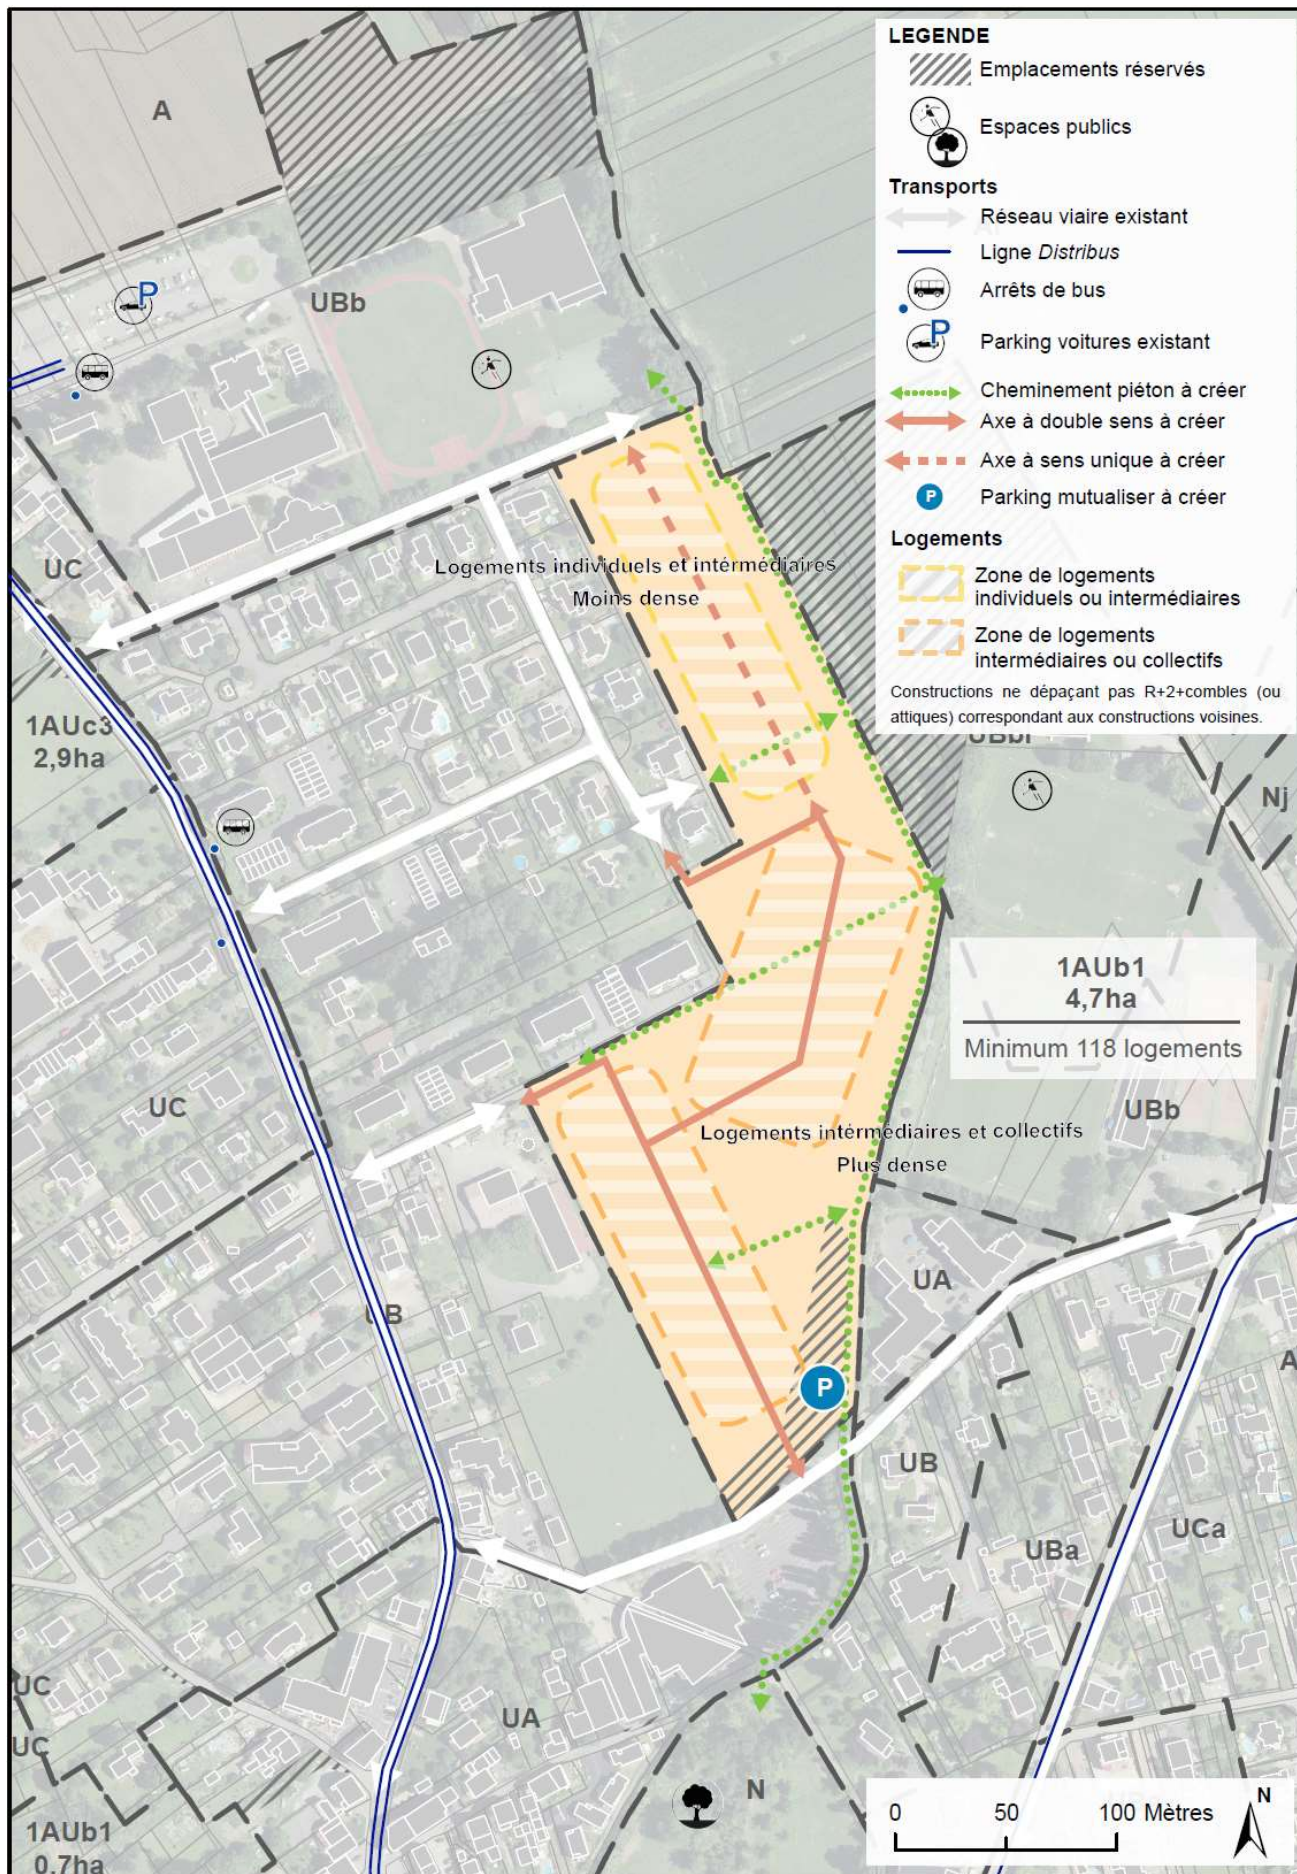 LEGENDE
Emplacements réservés
Espaces publics
Transports
Réseau viaire existant
Ligne Distribus
Arrêts de bus
P
Parking voitures existant
Cheminement piéton à créer
Axe à double sens à créer
Axe à sens unique à créer
P
Parking mutualiser à créer
Logements
Zone de logements
individuels ou intermédiaires
Zone de logements
intermédiaires ou collectifs
Constructions ne dépaçant pas R+2+combles (ou
attiques) correspondant aux constructions voisines.
A
P
UBb
UC
Logements individuels et intérmédiaires
Moins dense
1AUc3
2,9ha
Nj
1AUb1
4,7ha
Minimum 118 logements
UC
UBb
Logements intérmédiaires et collectifs
Plus dense
UA
UB
A
P
UB
UBa
UCa
UC
UC
UA
N
1AUb1
0,7ha
0 50 100 Mètres
N